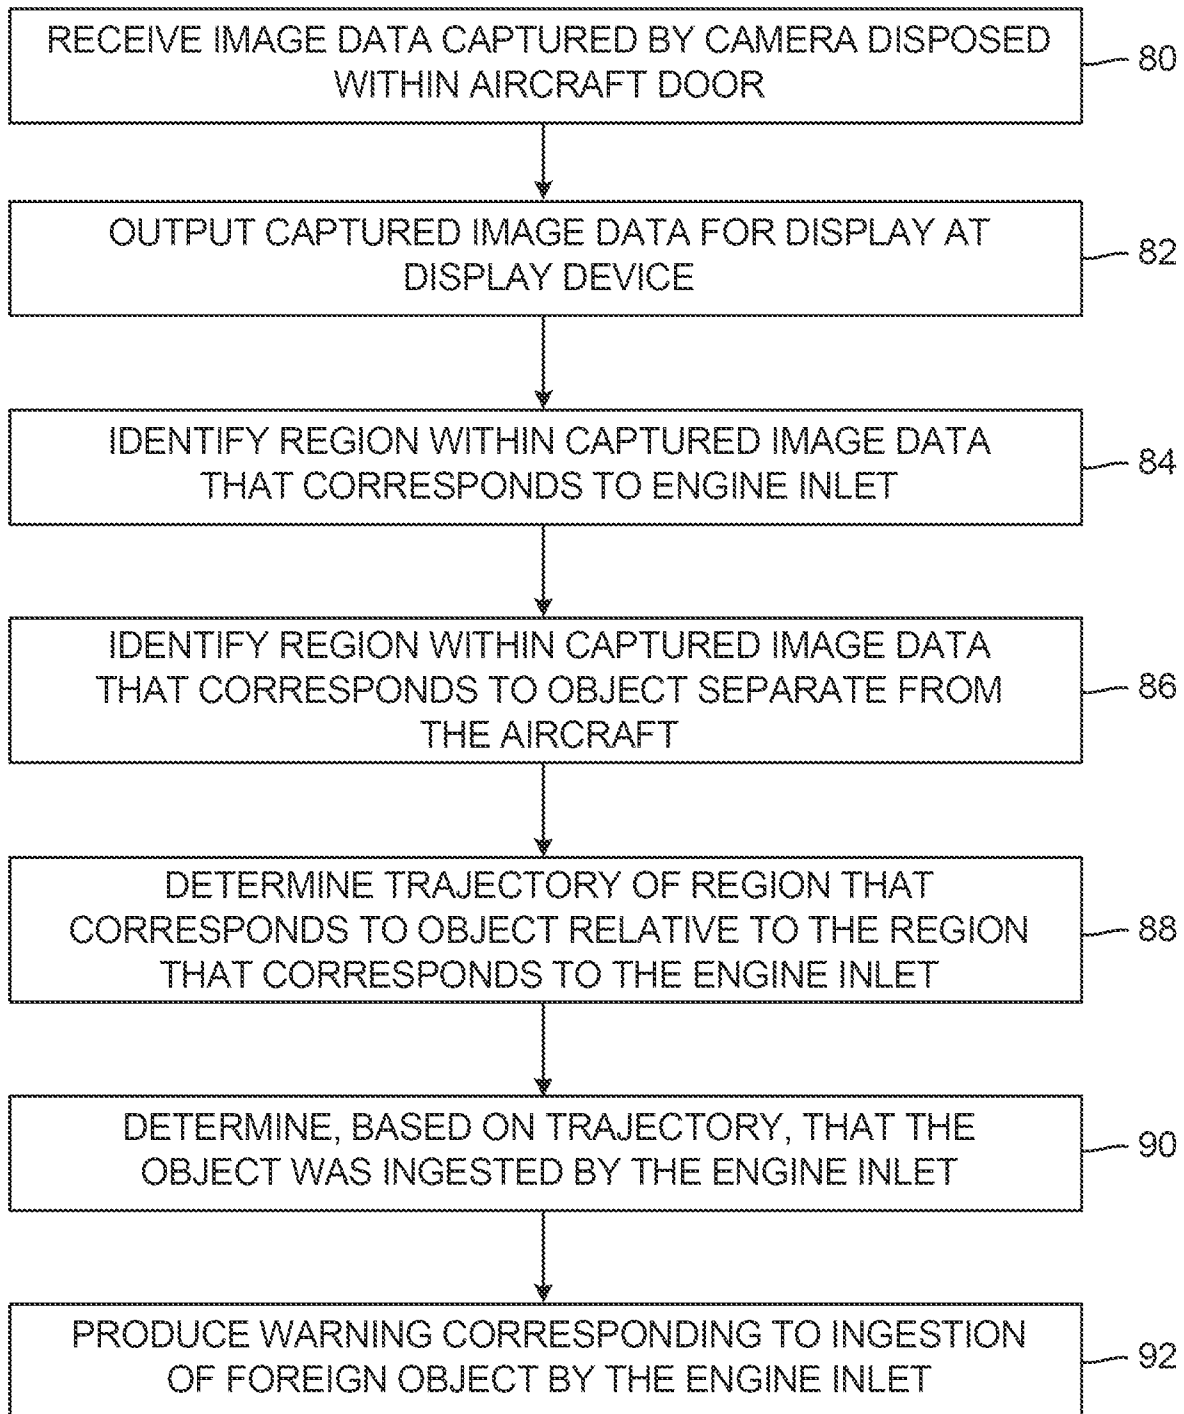 RECEIVE IMAGE DATA CAPTURED BY CAMERA DISPOSED
WITHIN AIRCRAFT DOOR
80
OUTPUT CAPTURED IMAGE DATA FOR DISPLAY AT
DISPLAY DEVICE
82
IDENTIFY REGION WITHIN CAPTURED IMAGE DATA
THAT CORRESPONDS TO ENGINE INLET
84
IDENTIFY REGION WITHIN CAPTURED IMAGE DATA
THAT CORRESPONDS TO OBJECT SEPARATE FROM
THE AIRCRAFT
86
DETERMINE TRAJECTORY OF REGION THAT
CORRESPONDS TO OBJECT RELATIVE TO THE REGION
THAT CORRESPONDS TO THE ENGINE INLET
88
DETERMINE, BASED ON TRAJECTORY, THAT THE
OBJECT WAS INGESTED BY THE ENGINE INLET
90
PRODUCE WARNING CORRESPONDING TO INGESTION
OF FOREIGN OBJECT BY THE ENGINE INLET
92